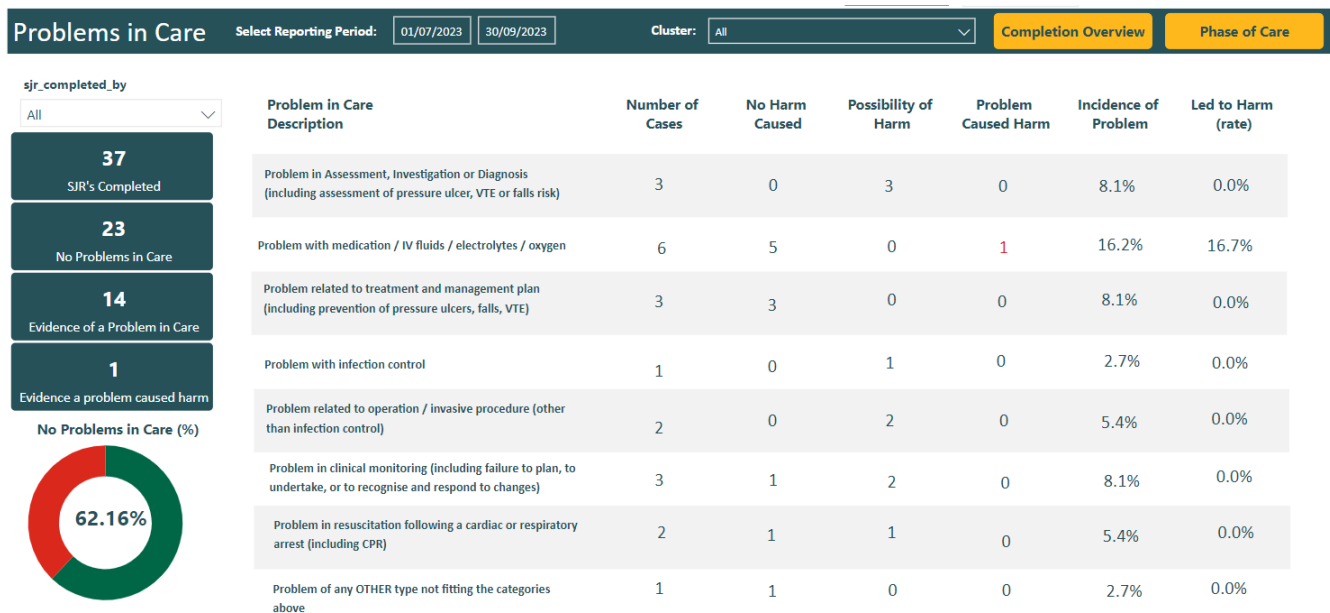 Problems in Care Select Reporting Period: 01/07/2023 30/09/2023 Cluster: All Completion Overview Phase of Care
sjr_completed_by
All
37
SJR's Completed
23
No Problems in Care
14
Evidence of a Problem in Care
1
Evidence a problem caused harm
No Problems in Care (%)
62.16%
Problem in Care Number of No Harm Possibility of Problem Incidence of Led to Harm
Description Cases Caused Harm Caused Harm Problem (rate)
Problem in Assessment, Investigation or Diagnosis
(including assessment of pressure ulcer, VTE or falls risk) 3 0 3 0 8.1% 0.0%
Problem with medication / IV fluids / electrolytes / oxygen 6 5 0 1 16.2% 16.7%
Problem related to treatment and management plan
(including prevention of pressure ulcers, falls, VTE) 3 3 0 0 8.1% 0.0%
Problem with infection control 1 0 1 0 2.7% 0.0%
Problem related to operation / invasive procedure (other
than infection control) 2 0 2 0 5.4% 0.0%
Problem in clinical monitoring (including failure to plan, to
undertake, or to recognise and respond to changes) 3 1 2 0 8.1% 0.0%
Problem in resuscitation following a cardiac or respiratory
arrest (including CPR) 2 1 1 0 5.4% 0.0%
Problem of any OTHER type not fitting the categories
above 1 1 0 0 2.7% 0.0%